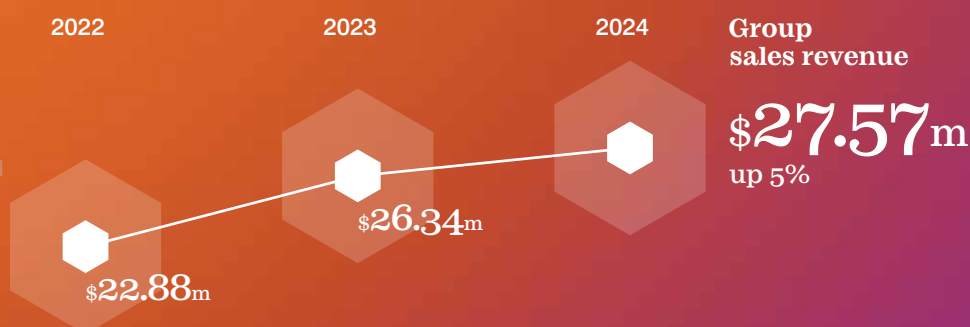 2022
2023
2024
Group
sales revenue
$27.57m
up 5%
$26.34m
$22.88m